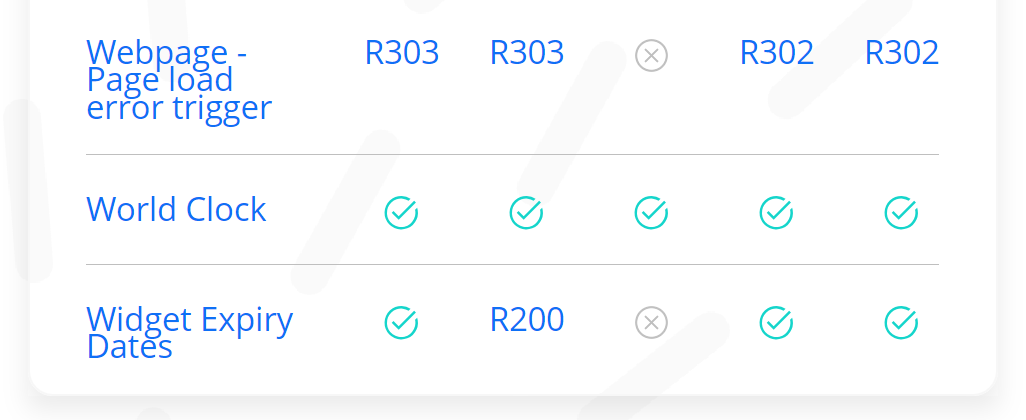 Webpage - R303 R303 R302 R302
Page load
error trigger
World Clock
Widget Expiry R200
Dates